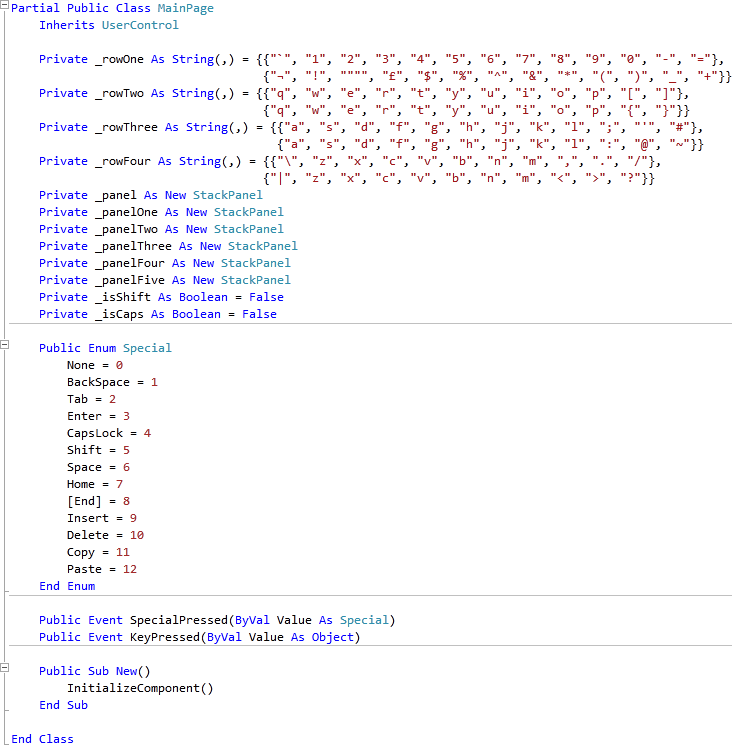 Partial Public Class MainPage
    Inherits UserControl

    Private _rowOne As String(,) = {{"`", "1", "2", "3", "4", "5", "6", "7", "8", "9", "0", "-", "="},
                                    {"¬", "!", """", "£", "$", "%", "^", "&", "*", "(", ")", "_", "+"}}
    Private _rowTwo As String(,) = {{"q", "w", "e", "r", "t", "y", "u", "i", "o", "p", "[", "]"},
                                    {"q", "w", "e", "r", "t", "y", "u", "i", "o", "p", "{", "}"}}
    Private _rowThree As String(,) = {{"a", "s", "d", "f", "g", "h", "j", "k", "l", ";", "'", "#"},
                                      {"a", "s", "d", "f", "g", "h", "j", "k", "l", ":", "@", "~"}}
    Private _rowFour As String(,) = {{"\", "z", "x", "c", "v", "b", "n", "m", ",", ".", "/"},
                                    {"|", "z", "x", "c", "v", "b", "n", "m", "<", ">", "?"}}
    Private _panel As New StackPanel
    Private _panelOne As New StackPanel
    Private _panelTwo As New StackPanel
    Private _panelThree As New StackPanel
    Private _panelFour As New StackPanel
    Private _panelFive As New StackPanel
    Private _isShift As Boolean = False
    Private _isCaps As Boolean = False

    Public Enum Special
        None = 0
        BackSpace = 1
        Tab = 2
        Enter = 3
        CapsLock = 4
        Shift = 5
        Space = 6
        Home = 7
        [End] = 8
        Insert = 9
        Delete = 10
        Copy = 11
        Paste = 12
    End Enum

    Public Event SpecialPressed(ByVal Value As Special)
    Public Event KeyPressed(ByVal Value As Object)

    Public Sub New()
        InitializeComponent()
    End Sub

End Class